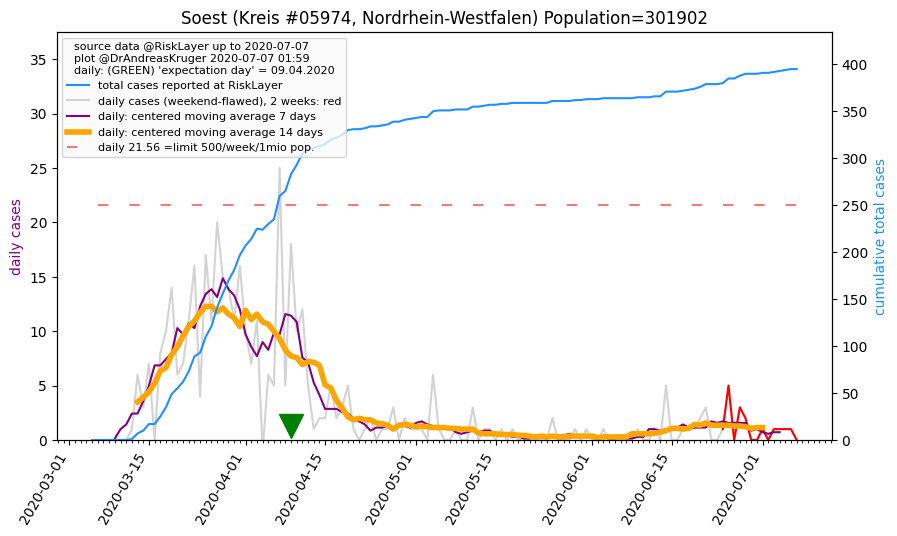 Soest (Kreis #05974, Nordrhein-Westfalen) Population=301902
source data @RiskLayer up to 2020-07-07
plot @DrAndreasKruger 2020-07-07 01:59
daily: (GREEN) 'expectation day' = 09.04.2020
total cases reported at RiskLayer
daily cases (weekend-flawed), 2 weeks: red
daily: centered moving average 7 days
daily: centered moving average 14 days
daily 21.56 =limit 500/week/1mio pop.
daily cases
35
30
25
20
15
10
5
0
cumulative total cases
400
350
300
250
200
150
100
50
0
2020-03-01
2020-03-15
2020-04-01
2020-04-15
2020-05-01
2020-05-15
2020-06-01
2020-06-15
2020-07-01